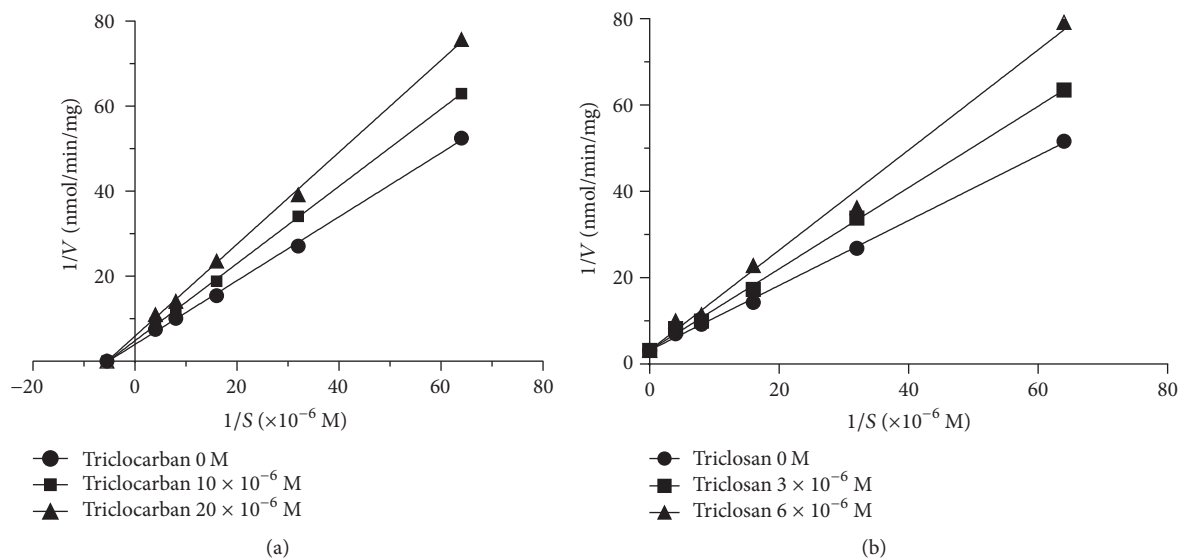 80
60
40
20
0
−20
0
20
40
60
80
1/V (nmol/min/mg)
1/S (×10⁻⁶ M)
Triclocarban 0 M
Triclocarban 10 × 10⁻⁶ M
Triclocarban 20 × 10⁻⁶ M
(a)
80
60
40
20
0
0
20
40
60
80
1/V (nmol/min/mg)
1/S (×10⁻⁶ M)
Triclosan 0 M
Triclosan 3 × 10⁻⁶ M
Triclosan 6 × 10⁻⁶ M
(b)